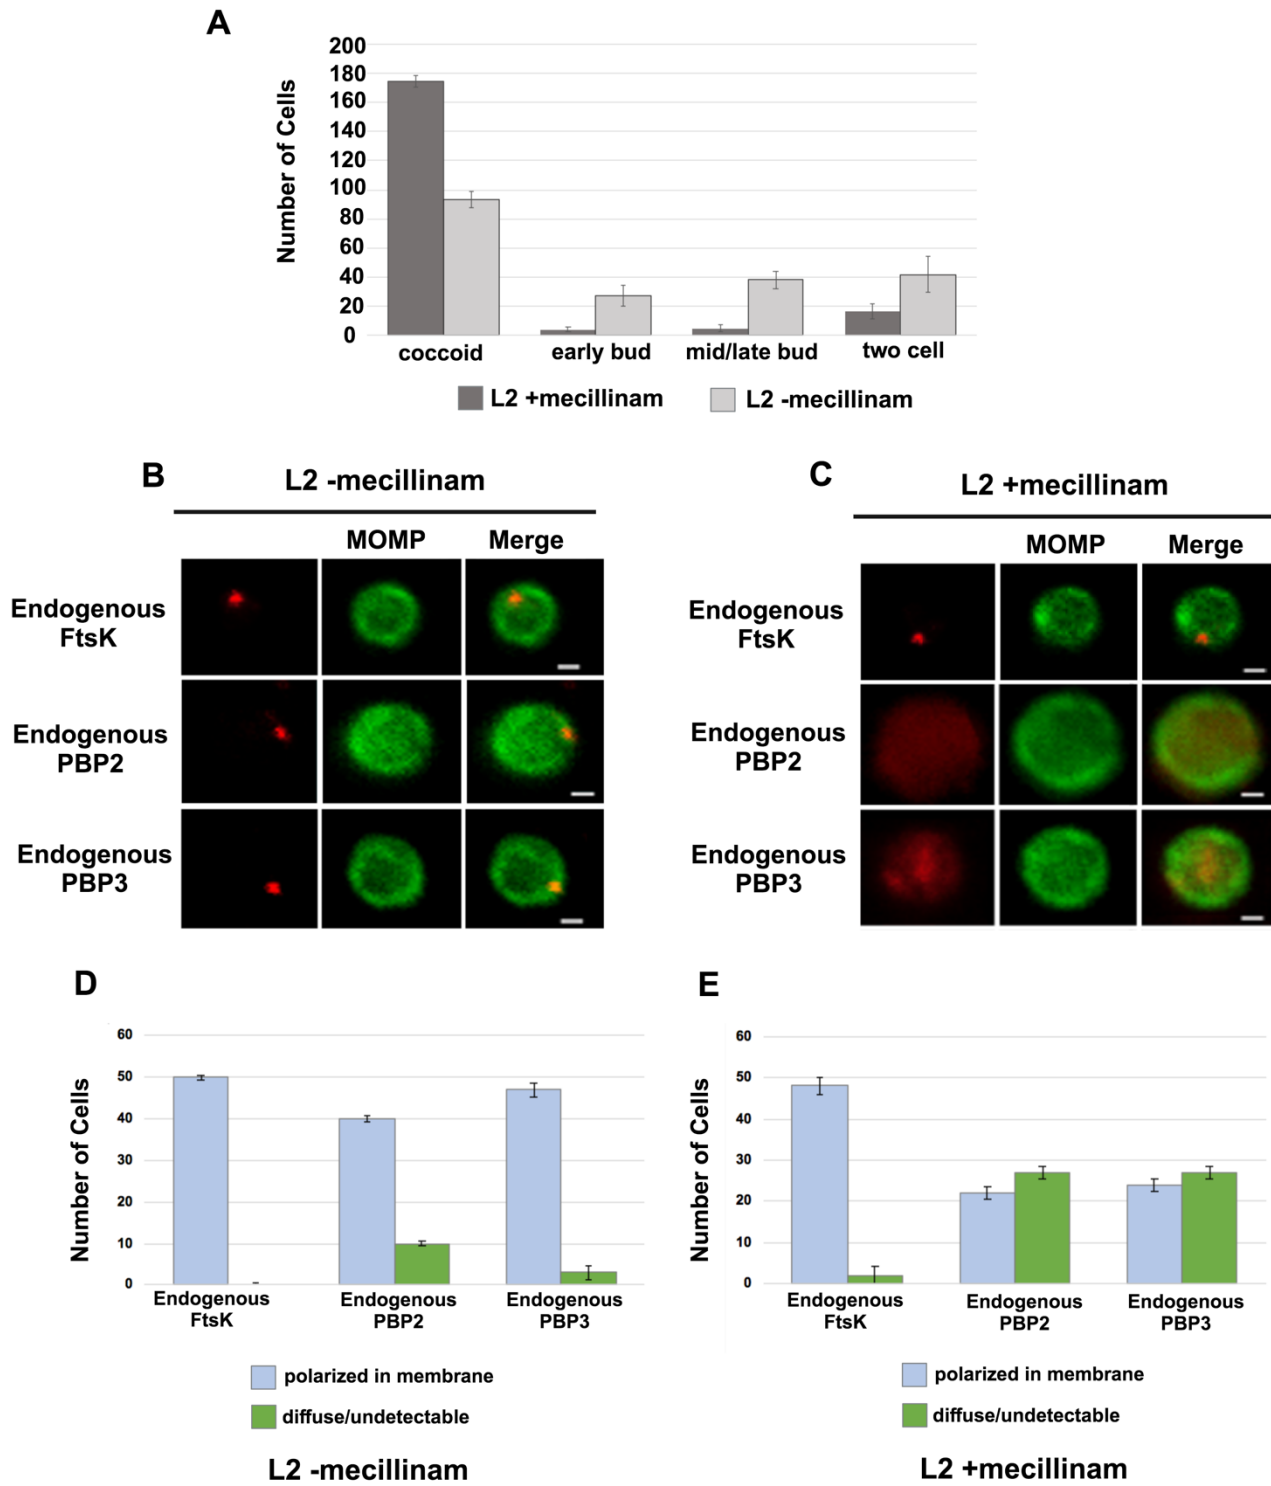 A
Number of Cells
200
180
160
140
120
100
80
60
40
20
0
coccoid
early bud
mid/late bud
two cell
L2 +mecillinam
L2 -mecillinam
B
L2 -mecillinam
MOMP
Merge
Endogenous
FtsK
Endogenous
PBP2
Endogenous
PBP3
C
L2 +mecillinam
MOMP
Merge
Endogenous
FtsK
Endogenous
PBP2
Endogenous
PBP3
D
Number of Cells
60
50
40
30
20
10
0
Endogenous
FtsK
Endogenous
PBP2
Endogenous
PBP3
polarized in membrane
diffuse/undetectable
L2 -mecillinam
E
Number of Cells
60
50
40
30
20
10
0
Endogenous
FtsK
Endogenous
PBP2
Endogenous
PBP3
polarized in membrane
diffuse/undetectable
L2 +mecillinam